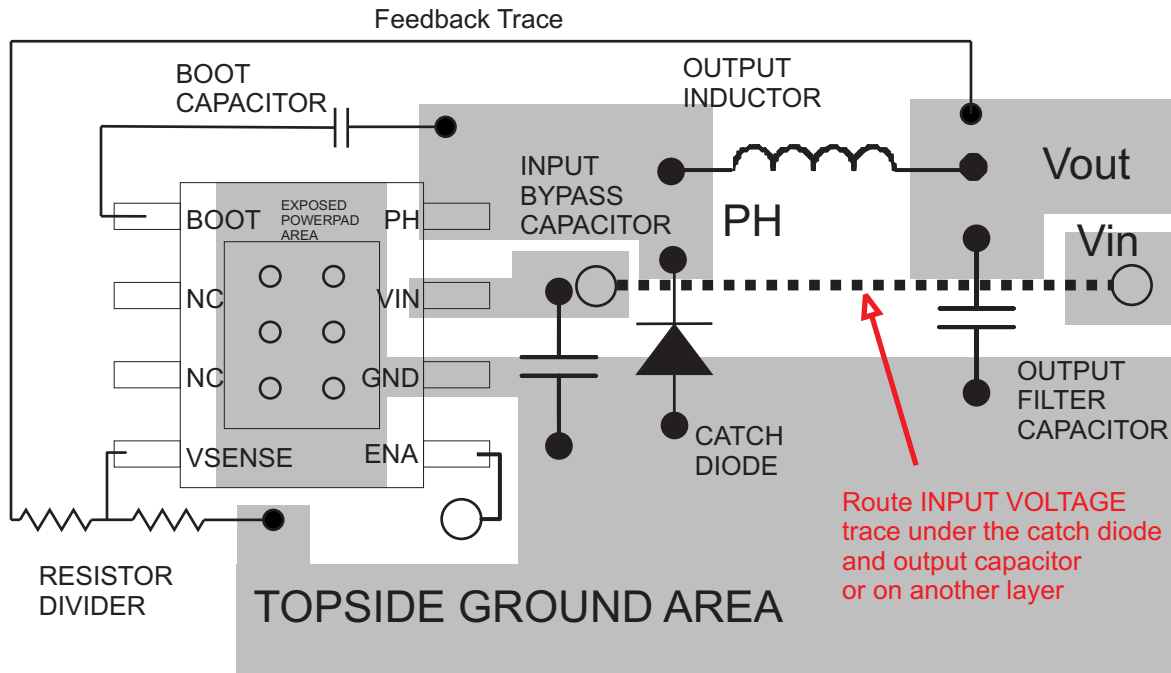 Feedback Trace
BOOT
CAPACITOR
OUTPUT
INDUCTOR
INPUT
BYPASS
CAPACITOR
Vout
PH
Vin
EXPOSED
POWERPAD
AREA
BOOT
PH
NC
VIN
NC
GND
VSENSE
ENA
CATCH
DIODE
OUTPUT
FILTER
CAPACITOR
Route INPUT VOLTAGE
trace under the catch diode
and output capacitor
or on another layer
RESISTOR
DIVIDER
TOPSIDE GROUND AREA